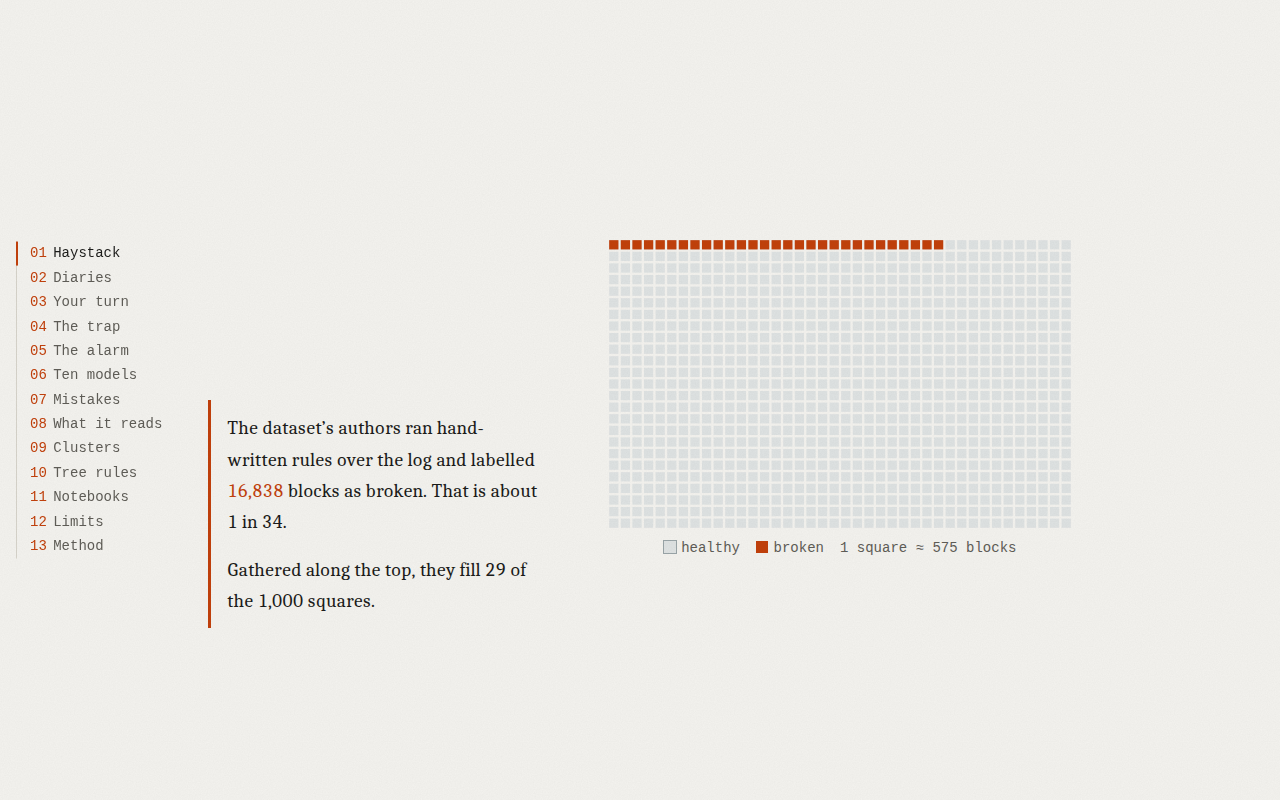 01 Haystack
02 Diaries
03 Your turn
04 The trap
05 The alarm
06 Ten models
07 Mistakes
08 What it reads
09 Clusters
10 Tree rules
11 Notebooks
12 Limits
13 Method
The dataset’s authors ran hand-
written rules over the log and labelled
16,838 blocks as broken. That is about
1 in 34.
Gathered along the top, they fill 29 of
the 1,000 squares.
healthy broken 1 square ≈ 575 blocks